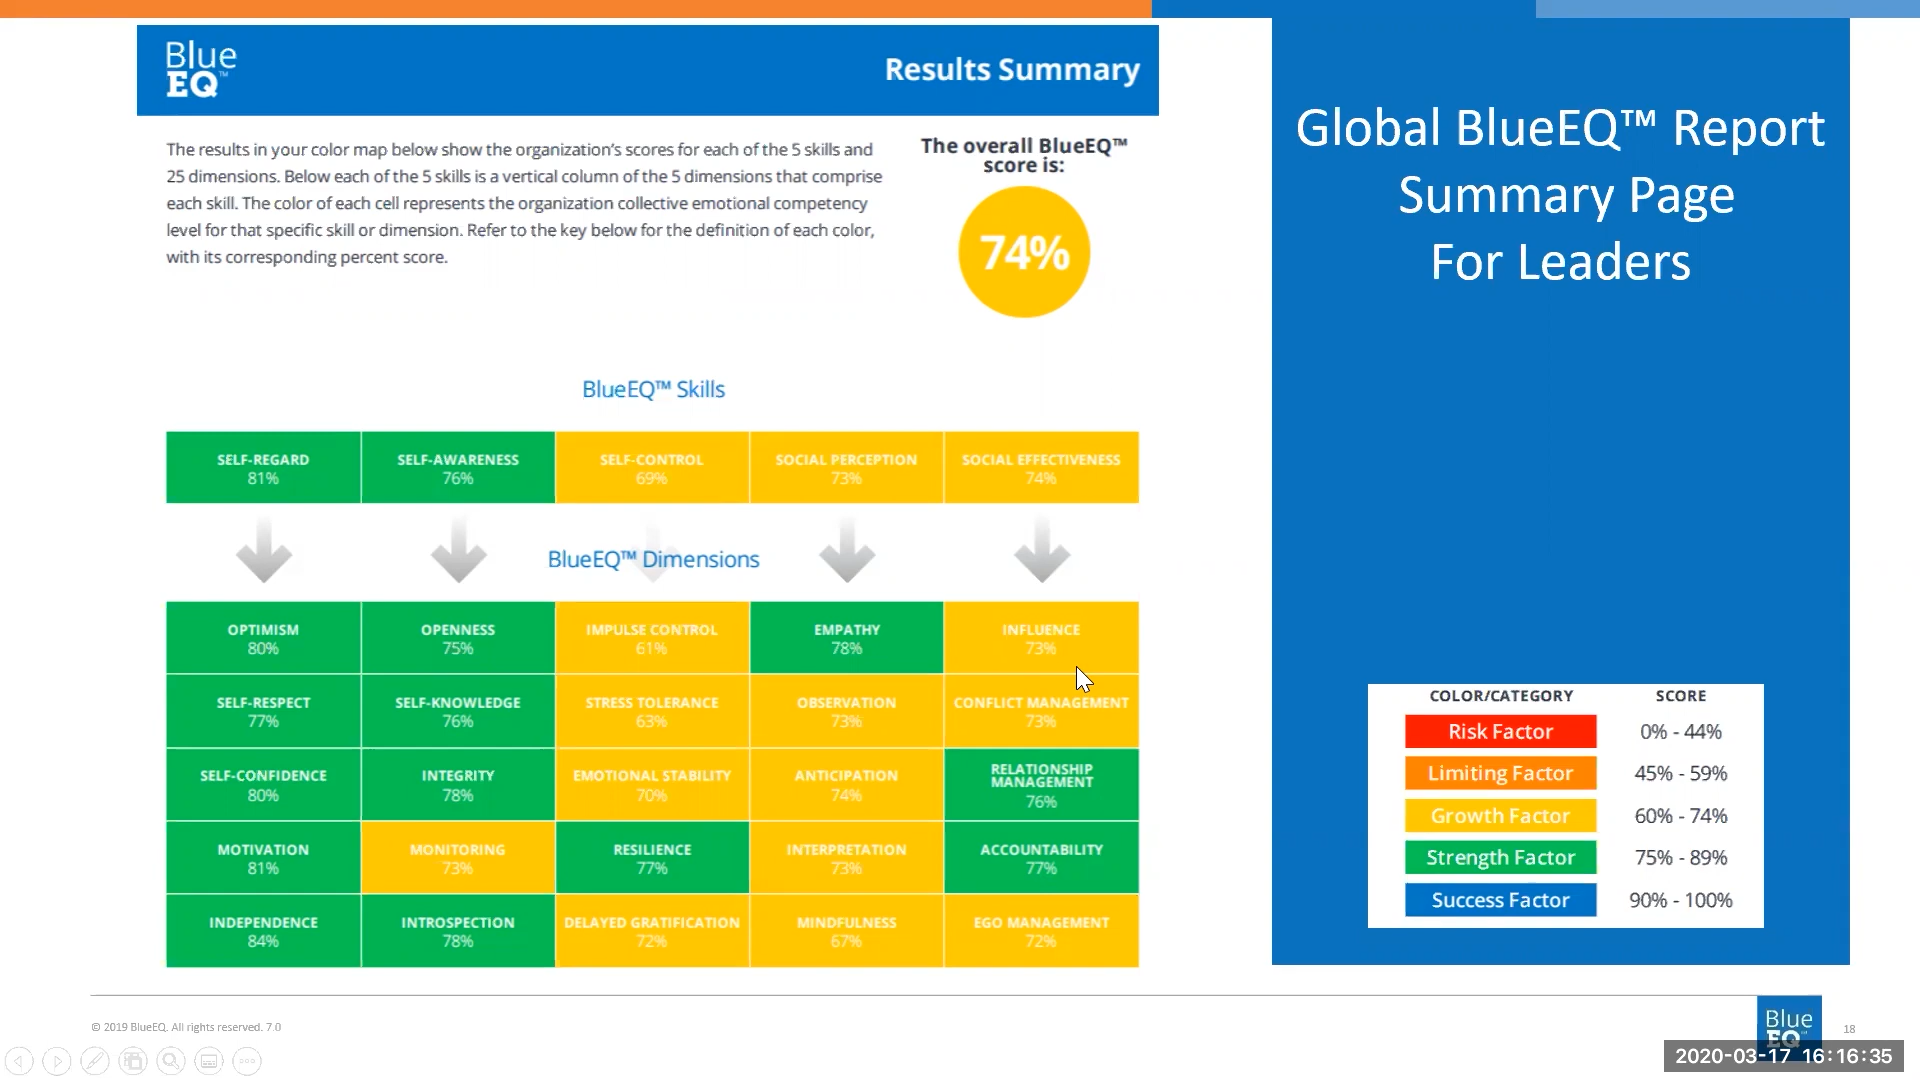 Blue
EQ™
Results Summary
The results in your color map below show the organization's scores for each of the 5 skills and
25 dimensions. Below each of the 5 skills is a vertical column of the 5 dimensions that comprise
each skill. The color of each cell represents the organization collective emotional competency
level for that specific skill or dimension. Refer to the key below for the definition of each color,
with its corresponding percent score.
The overall BlueEQ™
score is:
74%
BlueEQ™ Skills
SELF-REGARD
81%
SELF-AWARENESS
76%
SELF-CONTROL
69%
SOCIAL PERCEPTION
73%
SOCIAL EFFECTIVENESS
74%
BlueEQ™ Dimensions
OPTIMISM
80%
OPENNESS
75%
IMPULSE CONTROL
61%
EMPATHY
78%
INFLUENCE
73%
SELF-RESPECT
77%
SELF-KNOWLEDGE
76%
STRESS TOLERANCE
63%
OBSERVATION
73%
CONFLICT MANAGEMENT
73%
SELF-CONFIDENCE
80%
INTEGRITY
78%
EMOTIONAL STABILITY
70%
ANTICIPATION
74%
RELATIONSHIP
MANAGEMENT
76%
MOTIVATION
81%
MONITORING
73%
RESILIENCE
77%
INTERPRETATION
73%
ACCOUNTABILITY
77%
INDEPENDENCE
84%
INTROSPECTION
78%
DELAYED GRATIFICATION
72%
MINDFULNESS
67%
EGO MANAGEMENT
72%
Global BlueEQ™ Report
Summary Page
For Leaders
COLOR/CATEGORY SCORE
Risk Factor 0% - 44%
Limiting Factor 45% - 59%
Growth Factor 60% - 74%
Strength Factor 75% - 89%
Success Factor 90% - 100%
© 2019 BlueEQ. All rights reserved. 7.0
Blue
EQ™
18
2020-03-17 16:16:35